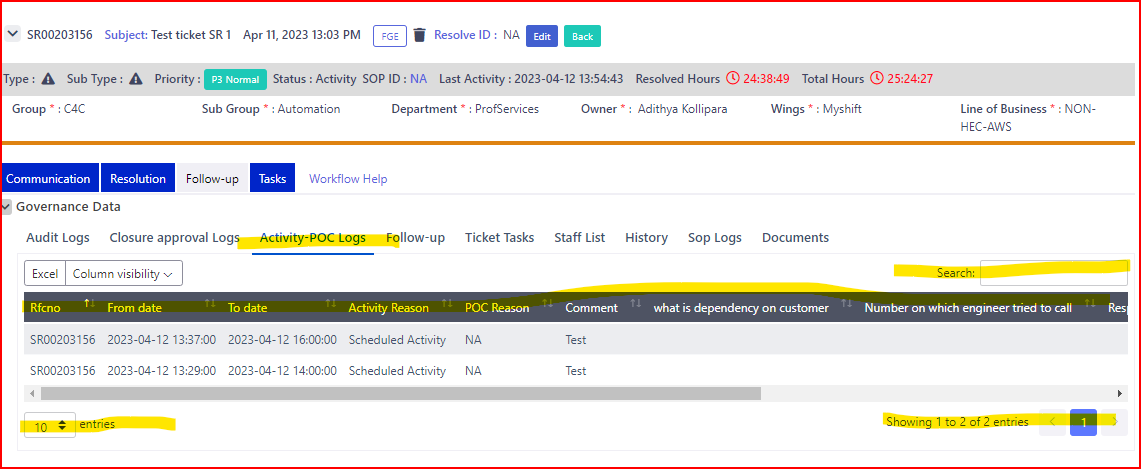 SR00203156 Subject: Test ticket SR 1 Apr 11, 2023 13:03 PM FGE Resolve ID : NA Edit Back
Type : Sub Type : Priority : P3 Normal Status : Activity SOP ID : NA Last Activity : 2023-04-12 13:54:43 Resolved Hours 24:38:49 Total Hours 25:24:27
Group * : C4C Sub Group * : Automation Department * : ProfServices Owner * : Adithya Kollipara Wings * : Myshift Line of Business * : NON-
HEC-AWS
Communication Resolution Follow-up Tasks Workflow Help
Governance Data
Audit Logs Closure approval Logs Activity-POC Logs Follow-up Ticket Tasks Staff List History Sop Logs Documents
Excel Column visibility Search:
Rfcno From date To date Activity Reason POC Reason Comment what is dependency on customer Number on which engineer tried to call Resp
SR00203156 2023-04-12 13:37:00 2023-04-12 16:00:00 Scheduled Activity NA Test
SR00203156 2023-04-12 13:29:00 2023-04-12 14:00:00 Scheduled Activity NA Test
10 entries Showing 1 to 2 of 2 entries < 1 >